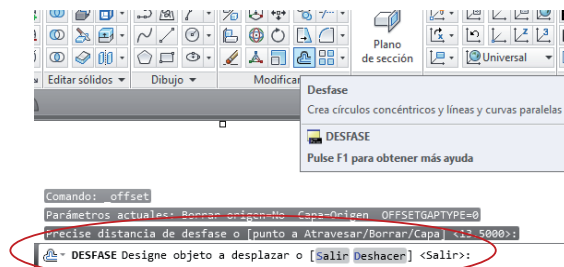 Plano
de sección
Universal
Editar sólidos
Dibujo
Modificar
Desfase
Crea círculos concéntricos y líneas y curvas paralelas
DESFASE
Pulse F1 para obtener más ayuda
Comando: _offset
Parámetros actuales: Borrar origen=No Capa=Origen OFFSETGAPTYPE=0
Precise distancia de desfase o [punto a Atravesar/Borrar/Capa] <13.5000>:
DESFASE Designe objeto a desplazar o [Salir Deshacer] <Salir>: